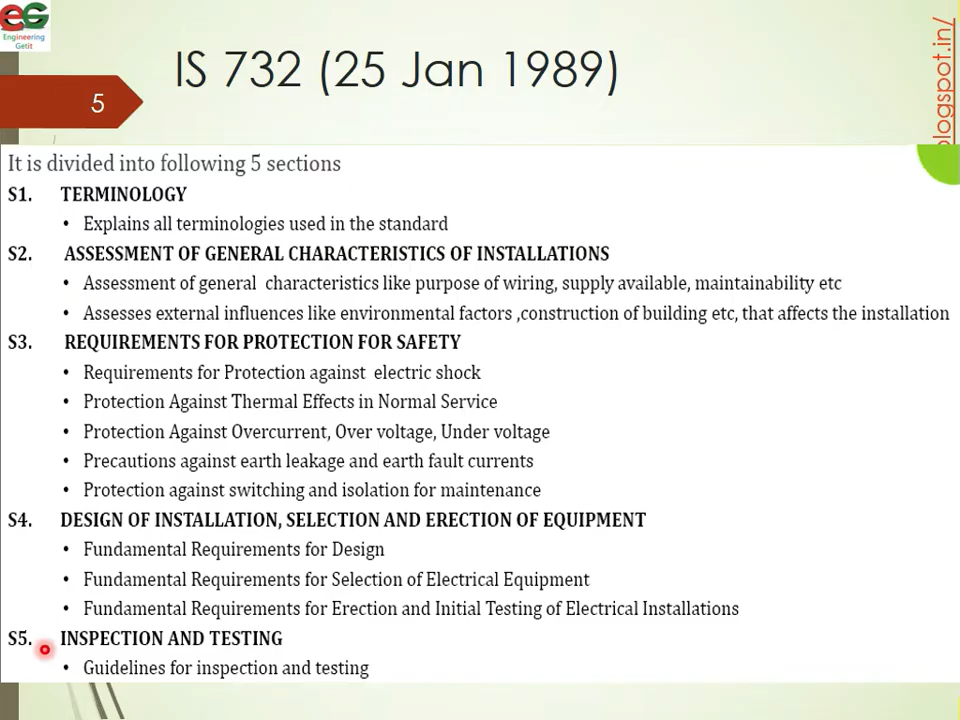 EG
Engineering
Getit
IS 732 (25 Jan 1989)
logspot.in/
5
It is divided into following 5 sections
S1. TERMINOLOGY
• Explains all terminologies used in the standard
S2. ASSESSMENT OF GENERAL CHARACTERISTICS OF INSTALLATIONS
• Assessment of general characteristics like purpose of wiring, supply available, maintainability etc
• Assesses external influences like environmental factors ,construction of building etc, that affects the installation
S3. REQUIREMENTS FOR PROTECTION FOR SAFETY
• Requirements for Protection against electric shock
• Protection Against Thermal Effects in Normal Service
• Protection Against Overcurrent, Over voltage, Under voltage
• Precautions against earth leakage and earth fault currents
• Protection against switching and isolation for maintenance
S4. DESIGN OF INSTALLATION, SELECTION AND ERECTION OF EQUIPMENT
• Fundamental Requirements for Design
• Fundamental Requirements for Selection of Electrical Equipment
• Fundamental Requirements for Erection and Initial Testing of Electrical Installations
S5. INSPECTION AND TESTING
• Guidelines for inspection and testing